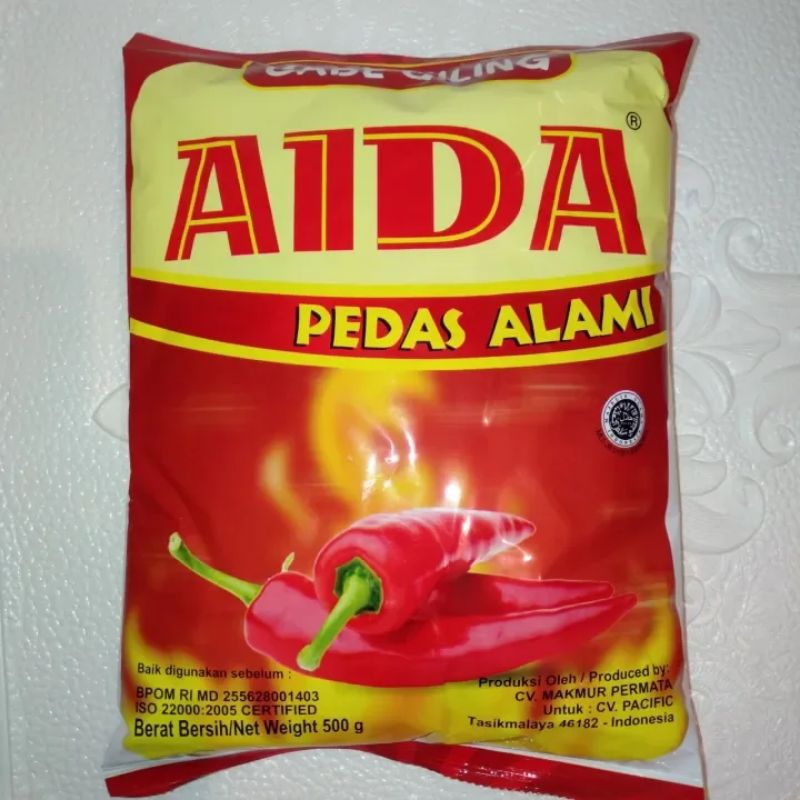 CABE GILING
AIDA®
PEDAS ALAMI
Baik digunakan sebelum :
BPOM RI MD 255628001403
ISO 22000:2005 CERTIFIED
Berat Bersih/Net Weight 500 g
Produksi Oleh / Produced by:
CV. MAKMUR PERMATA
Untuk : CV. PACIFIC
Tasikmalaya 46182 - Indonesia